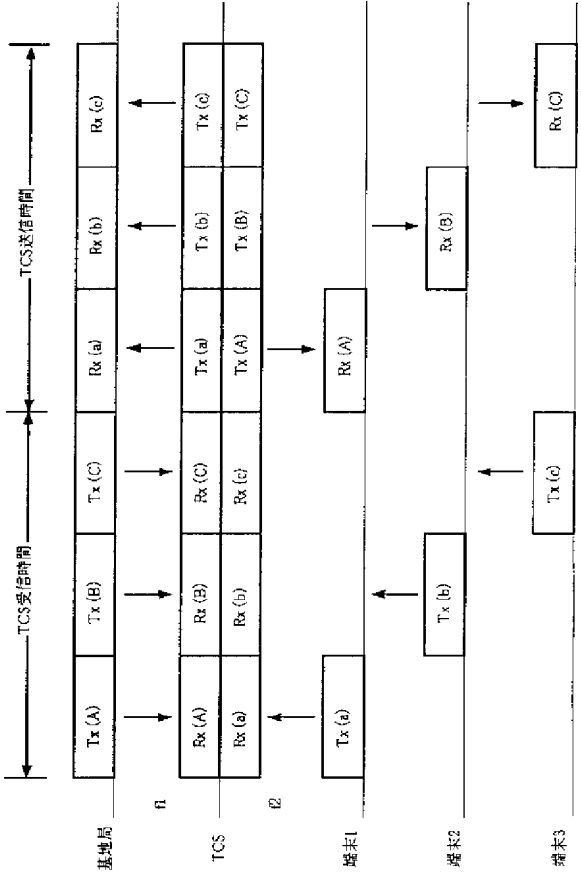 TCS受信時間
TCS送信時間
基地局
Tx(A)
Tx(B)
Tx(C)
Rx(a)
Rx(b)
Rx(c)
f1
TCS
Rx(A)
Rx(B)
Rx(C)
Tx(a)
Tx(b)
Tx(c)
Rx(a)
Rx(b)
Rx(c)
Tx(A)
Tx(B)
Tx(C)
f2
端末1
Tx(a)
Rx(A)
端末2
Tx(b)
Rx(B)
端末3
Tx(c)
Rx(C)